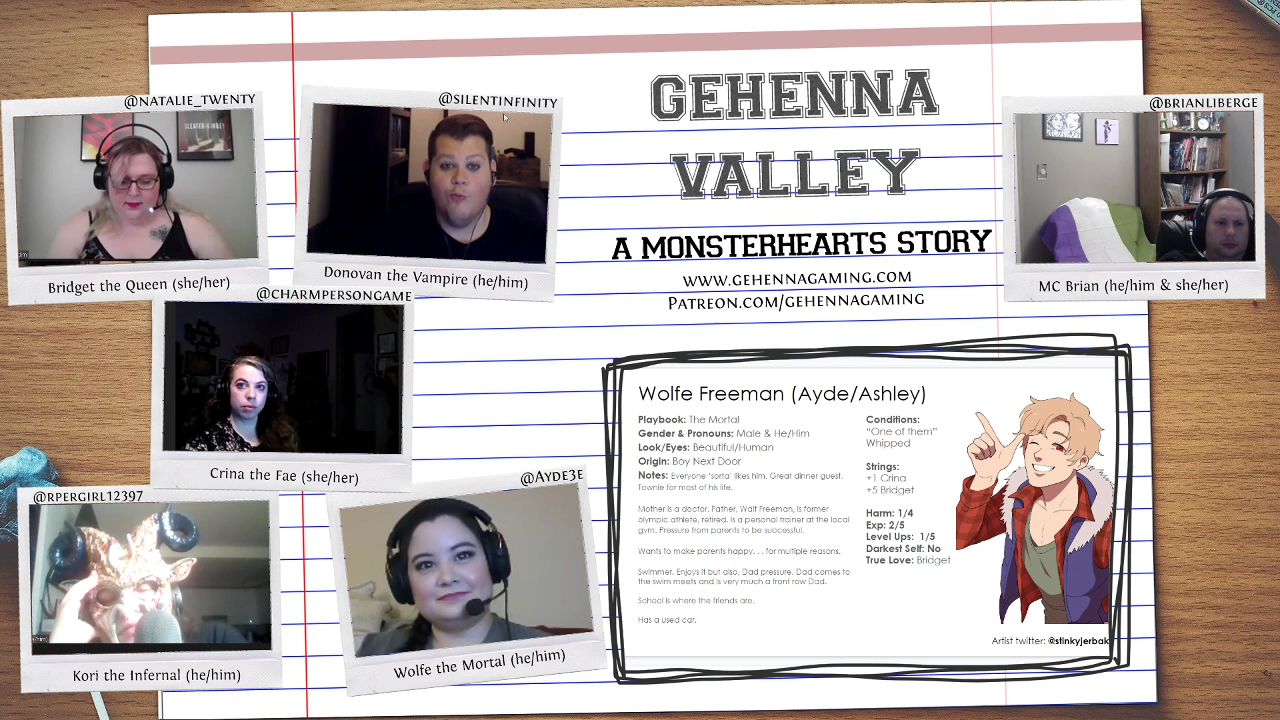 @NATALIE_TWENTY
SLEATER-KINNEY
Bridget the Queen (she/her)
@SILENTINFINITY
Donovan the Vampire (he/him)
GEHENNA
VALLEY
A MONSTERHEARTS STORY
WWW.GEHENNAGAMING.COM
PATREON.COM/GEHENNAGAMING
@BRIANLIBERGE
MC Brian (he/him & she/her)
@CHARMPERSONGAME
Crina the Fae (she/her)
@RPERGIRL12397
Kori the Infernal (he/him)
@AYDE3E
Wolfe the Mortal (he/him)
Wolfe Freeman (Ayde/Ashley)
Playbook: The Mortal
Gender & Pronouns: Male & He/Him
Look/Eyes: Beautiful/Human
Origin: Boy Next Door
Notes: Everyone 'sorta' likes him. Great dinner guest.
Townie for most of his life.
Mother is a doctor. Father, Walt Freeman, is former
olympic athlete, retired. Is a personal trainer at the local
gym. Pressure from parents to be successful.
Wants to make parents happy. . . for multiple reasons.
Swimmer. Enjoys it but also, Dad pressure. Dad comes to
the swim meets and is very much a front row Dad.
School is where the friends are.
Has a used car.
Conditions:
"One of them"
Whipped
Strings:
+1 Crina
+5 Bridget
Harm: 1/4
Exp: 2/5
Level Ups: 1/5
Darkest Self: No
True Love: Bridget
Artist twitter: @stinkyjerbak